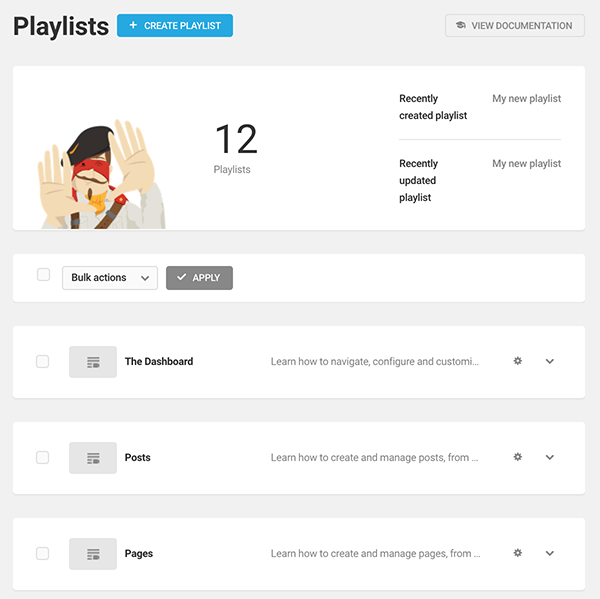 Playlists
CREATE PLAYLIST
VIEW DOCUMENTATION
12
Playlists
Recently
created playlist
My new playlist
Recently
updated
playlist
My new playlist
Bulk actions
APPLY
The Dashboard
Learn how to navigate, configure and customi...
Posts
Learn how to create and manage posts, from ...
Pages
Learn how to create and manage pages, from ...